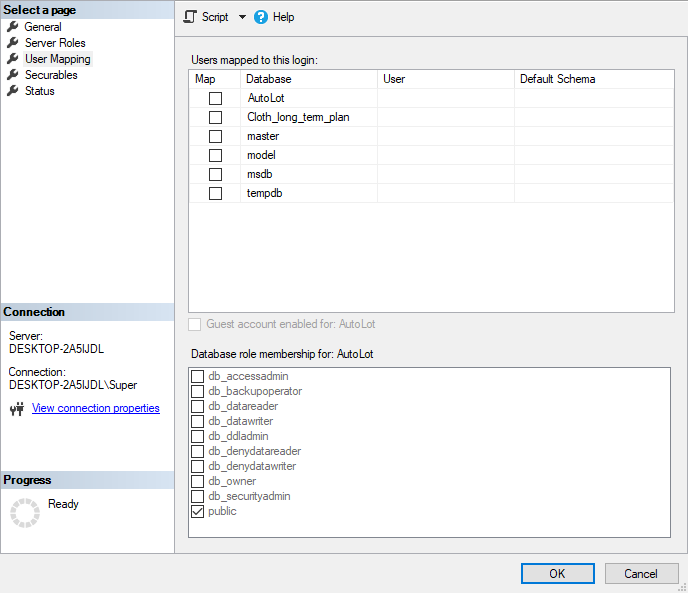 Select a page
General
Server Roles
User Mapping
Securables
Status
Connection
Server:
DESKTOP-2A5IJDL
Connection:
DESKTOP-2A5IJDL\Super
View connection properties
Progress
Ready
Script
Help
Users mapped to this login:
Map Database User Default Schema
AutoLot
Cloth_long_term_plan
master
model
msdb
tempdb
Guest account enabled for: AutoLot
Database role membership for: AutoLot
db_accessadmin
db_backupoperator
db_datareader
db_datawriter
db_ddladmin
db_denydatareader
db_denydatawriter
db_owner
db_securityadmin
public
OK Cancel